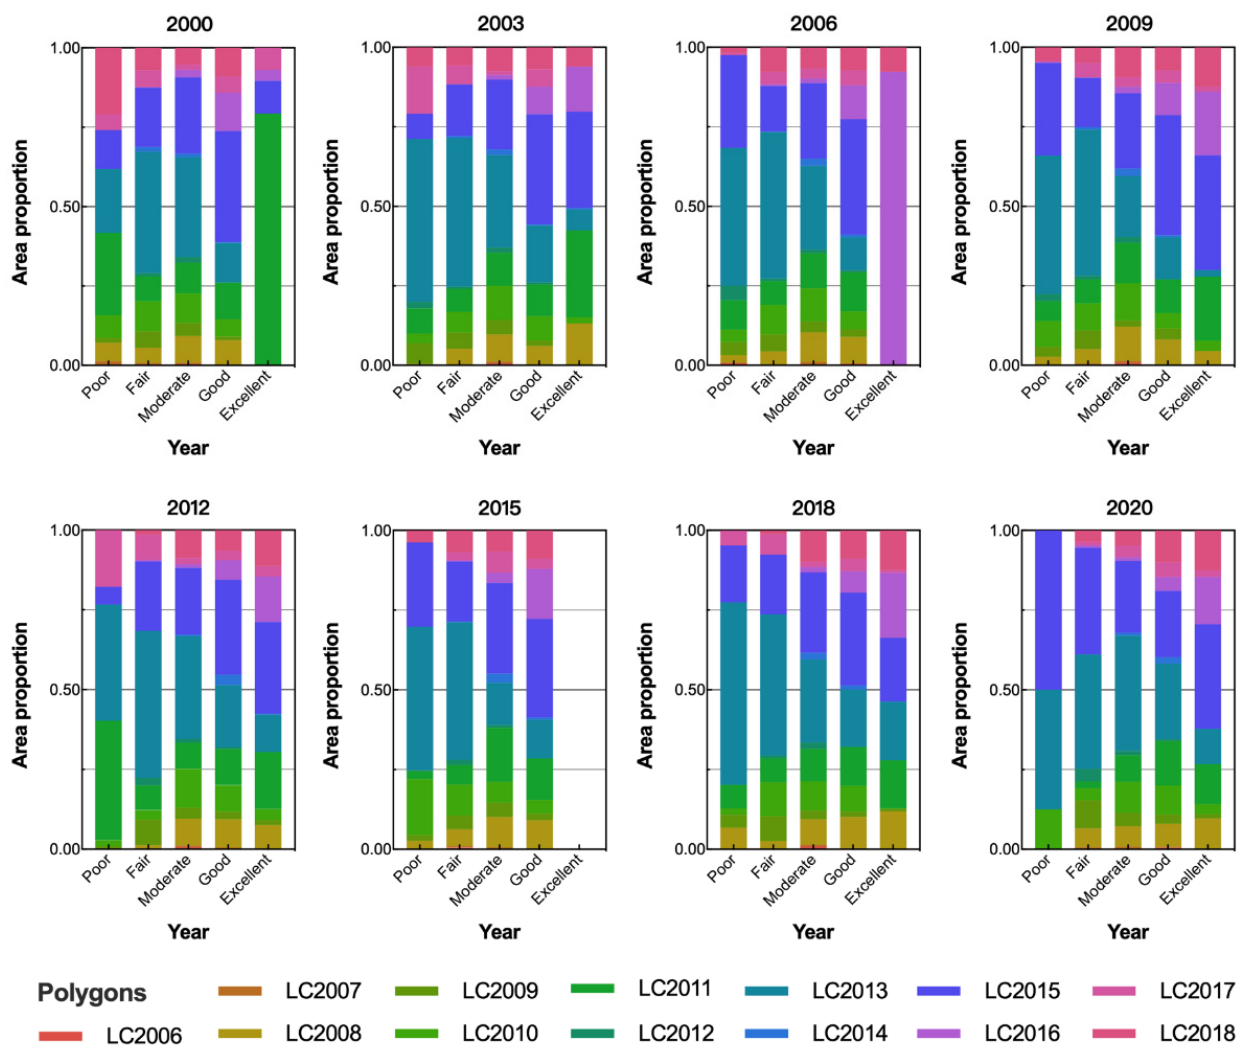 2000
2003
2006
2009
1.00
0.50
0.00
Area proportion
Poor
Fair
Moderate
Good
Excellent
Year
1.00
0.50
0.00
Area proportion
Poor
Fair
Moderate
Good
Excellent
Year
1.00
0.50
0.00
Area proportion
Poor
Fair
Moderate
Good
Excellent
Year
1.00
0.50
0.00
Area proportion
Poor
Fair
Moderate
Good
Excellent
Year
2012
2015
2018
2020
1.00
0.50
0.00
Area proportion
Poor
Fair
Moderate
Good
Excellent
Year
1.00
0.50
0.00
Area proportion
Poor
Fair
Moderate
Good
Excellent
Year
1.00
0.50
0.00
Area proportion
Poor
Fair
Moderate
Good
Excellent
Year
1.00
0.50
0.00
Area proportion
Poor
Fair
Moderate
Good
Excellent
Year
Polygons LC2007 LC2009 LC2011 LC2013 LC2015 LC2017
LC2006 LC2008 LC2010 LC2012 LC2014 LC2016 LC2018